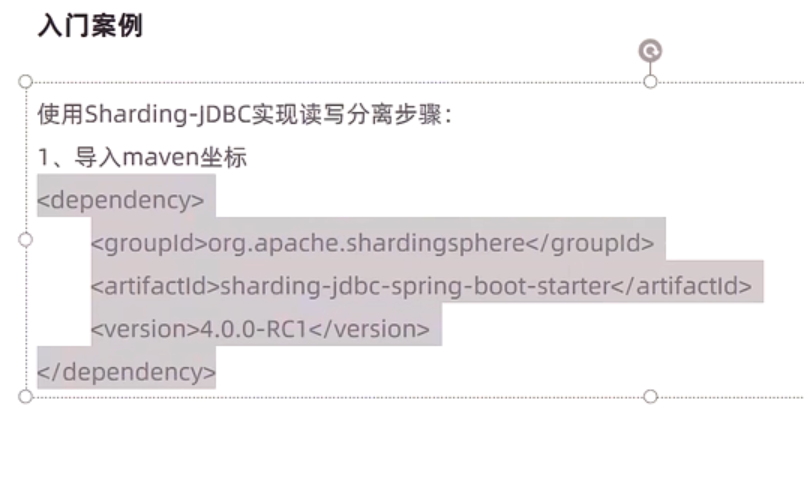 入门案例
使用Sharding-JDBC实现读写分离步骤：
1、导入maven坐标
<dependency>
<groupId>org.apache.shardingsphere</groupId>
<artifactId>sharding-jdbc-spring-boot-starter</artifactId>
<version>4.0.0-RC1</version>
</dependency>